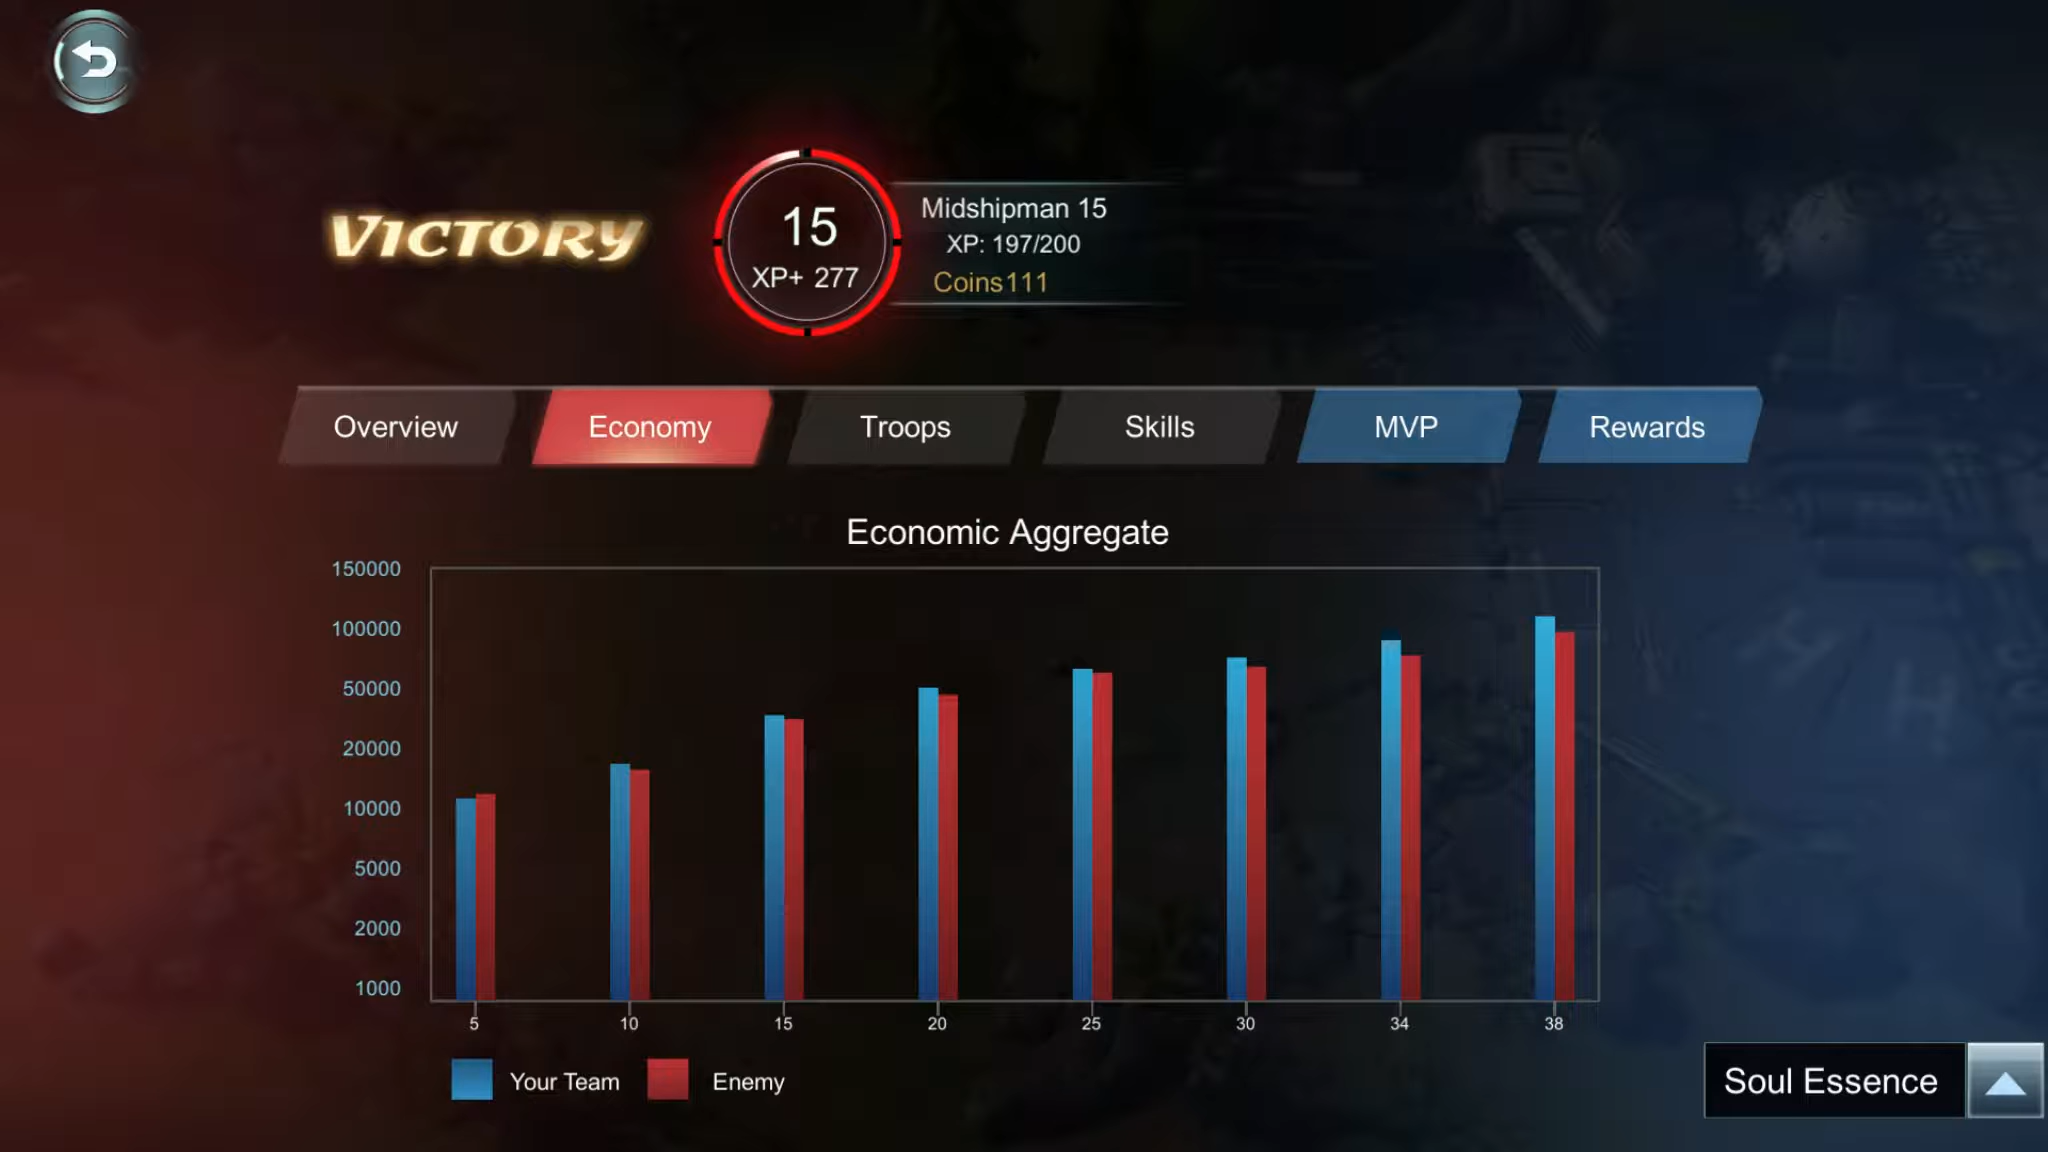 VICTORY
15
XP+ 277
Midshipman 15
XP: 197/200
Coins111
Overview
Economy
Troops
Skills
MVP
Rewards
Economic Aggregate
150000
100000
50000
20000
10000
5000
2000
1000
5
10
15
20
25
30
34
38
Your Team
Enemy
Soul Essence